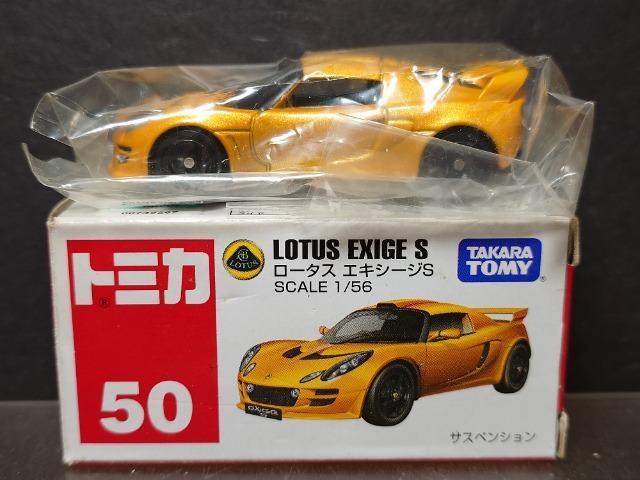 トミカ
®
50
LOTUS
LOTUS EXIGE S
ロータス エキシージS
SCALE 1/56
TAKARA
TOMY
EXIGE
S
サスペンション